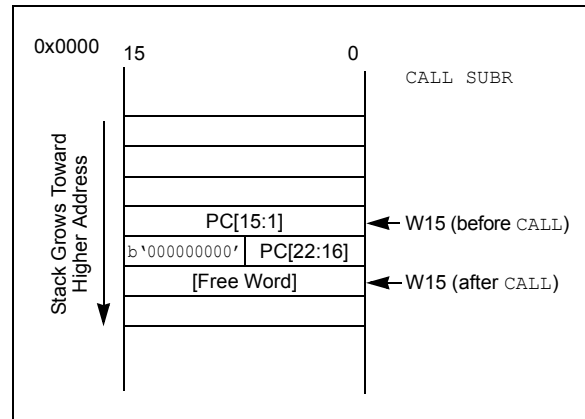 0x0000
15 0
CALL SUBR
Stack Grows Toward
Higher Address
PC[15:1]
W15 (before CALL)
b‘000000000’ PC[22:16]
[Free Word]
W15 (after CALL)